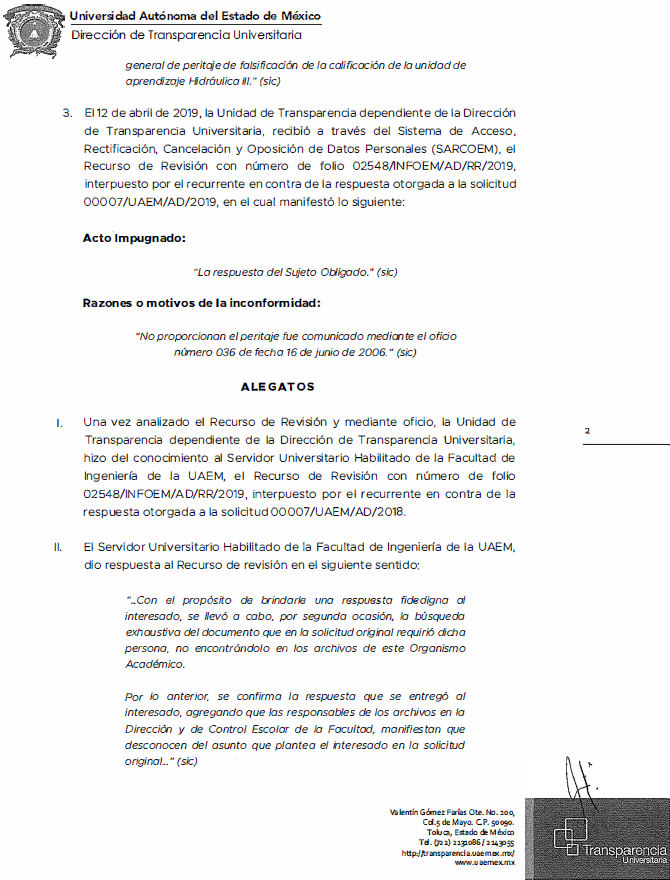 Universidad Autónoma del Estado de México
Dirección de Transparencia Universitaria
general de peritaje de falsificación de la calificación de la unidad de
aprendizaje Hidráulica III." (sic)
3. El 12 de abril de 2019, la Unidad de Transparencia dependiente de la Dirección
de Transparencia Universitaria, recibió a través del Sistema de Acceso,
Rectificación, Cancelación y Oposición de Datos Personales (SARCOEM), el
Recurso de Revisión con número de folio 02548/INFOEM/AD/RR/2019,
interpuesto por el recurrente en contra de la respuesta otorgada a la solicitud
00007/UAEM/AD/2019, en el cual manifestó lo siguiente:
Acto Impugnado:
"La respuesta del Sujeto Obligado." (sic)
Razones o motivos de la inconformidad:
"No proporcionan el peritaje fue comunicado mediante el oficio
número 036 de fecha 16 de junio de 2006." (sic)
ALEGATOS
I. Una vez analizado el Recurso de Revisión y mediante oficio, la Unidad de
Transparencia dependiente de la Dirección de Transparencia Universitaria,
hizo del conocimiento al Servidor Universitario Habilitado de la Facultad de
Ingeniería de la UAEM, el Recurso de Revisión con número de folio
02548/INFOEM/AD/RR/2019, interpuesto por el recurrente en contra de la
respuesta otorgada a la solicitud 00007/UAEM/AD/2018.
2
II. El Servidor Universitario Habilitado de la Facultad de Ingeniería de la UAEM,
dio respuesta al Recurso de revisión en el siguiente sentido:
"...Con el propósito de brindarle una respuesta fidedigna al
interesado, se llevó a cabo, por segunda ocasión, la búsqueda
exhaustiva del documento que en la solicitud original requirió dicha
persona, no encontrándolo en los archivos de este Organismo
Académico.
Por lo anterior, se confirma la respuesta que se entregó al
interesado, agregando que las responsables de los archivos en la
Dirección y de Control Escolar de la Facultad, manifiestan que
desconocen del asunto que plantea el interesado en la solicitud
original..." (sic)
Valentín Gómez Farías Ote. No. 200,
Col.5 de Mayo. C.P. 50090.
Toluca, Estado de México
Tel. (722) 2131086 / 2143055
http://transparencia.uaemex.mx/
www.uaemex.mx
Transparencia
Universitaria